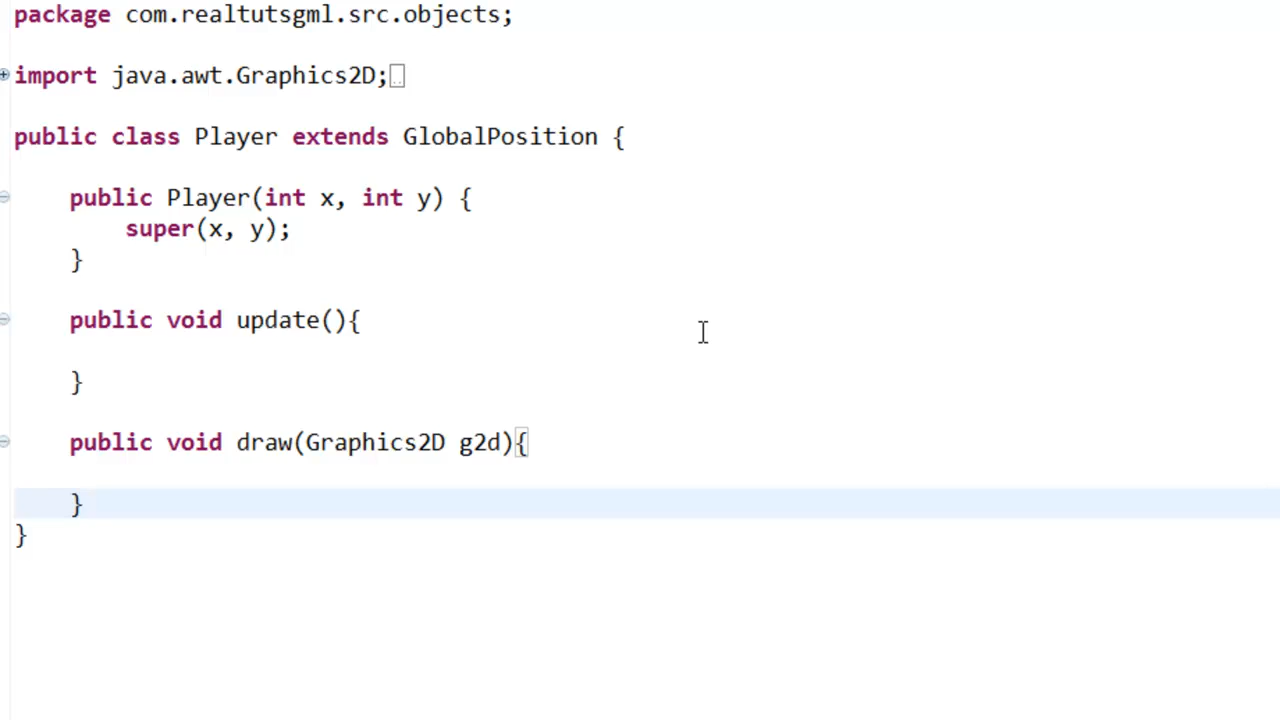 package com.realtutsgml.src.objects;
import java.awt.Graphics2D;
public class Player extends GlobalPosition {
public Player(int x, int y) {
super(x, y);
}
public void update(){
}
public void draw(Graphics2D g2d){
}
}